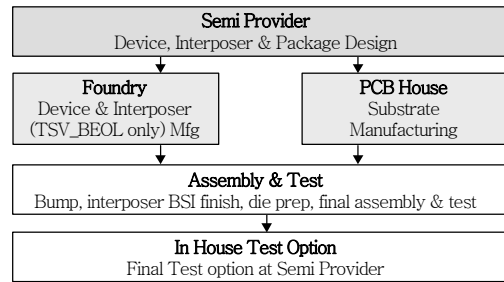 Semi Provider
Device, Interposer & Package Design
Foundry
Device & Interposer
(TSV_BEOL only) Mfg
PCB House
Substrate
Manufacturing
Assembly & Test
Bump, interposer BSI finish, die prep, final assembly & test
In House Test Option
Final Test option at Semi Provider